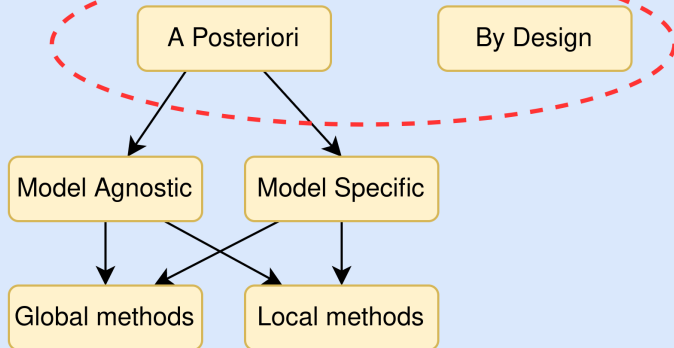 A Posteriori
By Design
Model Agnostic
Model Specific
Global methods
Local methods